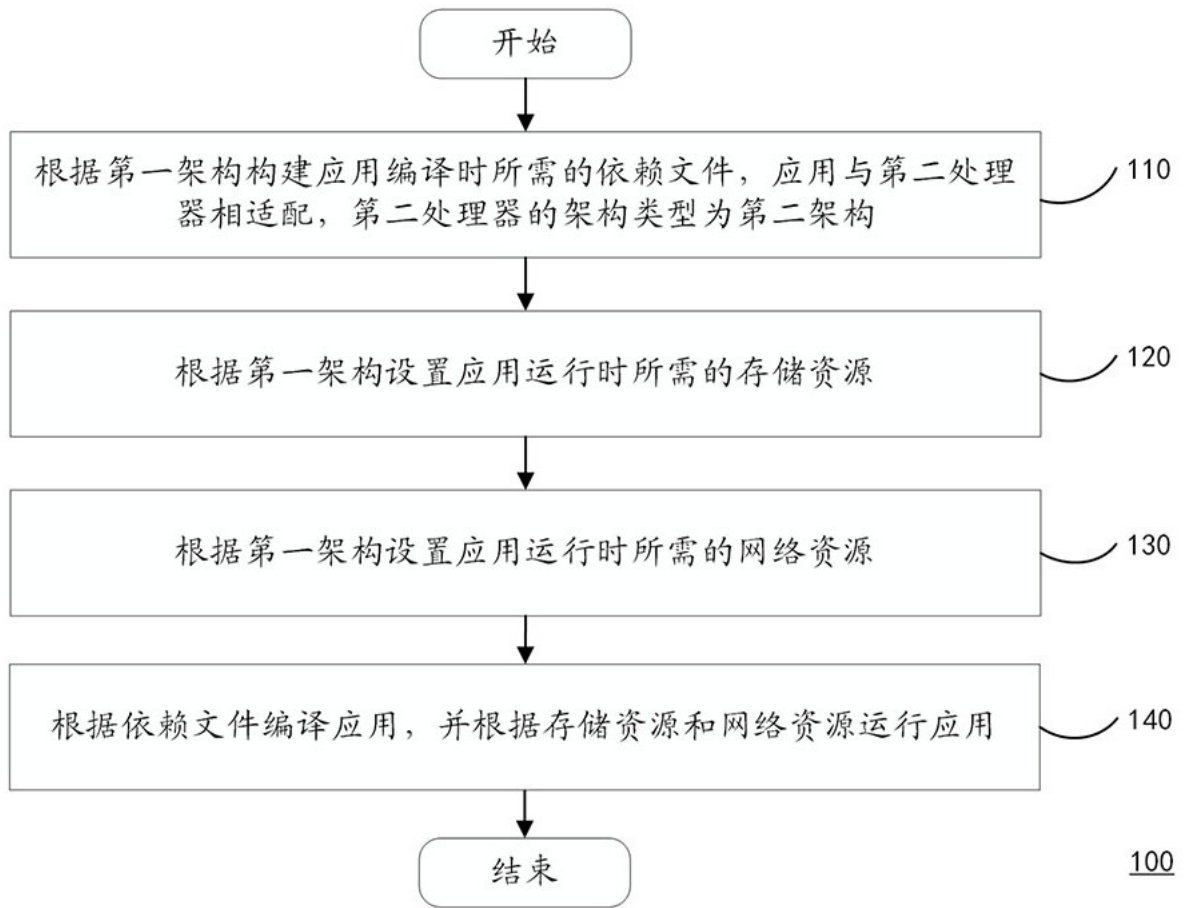 开始
根据第一架构构建应用编译时所需的依赖文件，应用与第二处理
器相适配，第二处理器的架构类型为第二架构
110
根据第一架构设置应用运行时所需的存储资源
120
根据第一架构设置应用运行时所需的网络资源
130
根据依赖文件编译应用，并根据存储资源和网络资源运行应用
140
结束
100